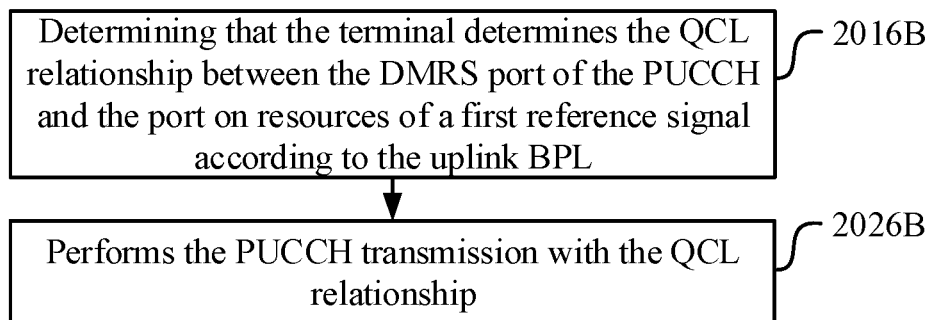 Determining that the terminal determines the QCL
relationship between the DMRS port of the PUCCH
and the port on resources of a first reference signal
according to the uplink BPL
2016B
Performs the PUCCH transmission with the QCL
relationship
2026B